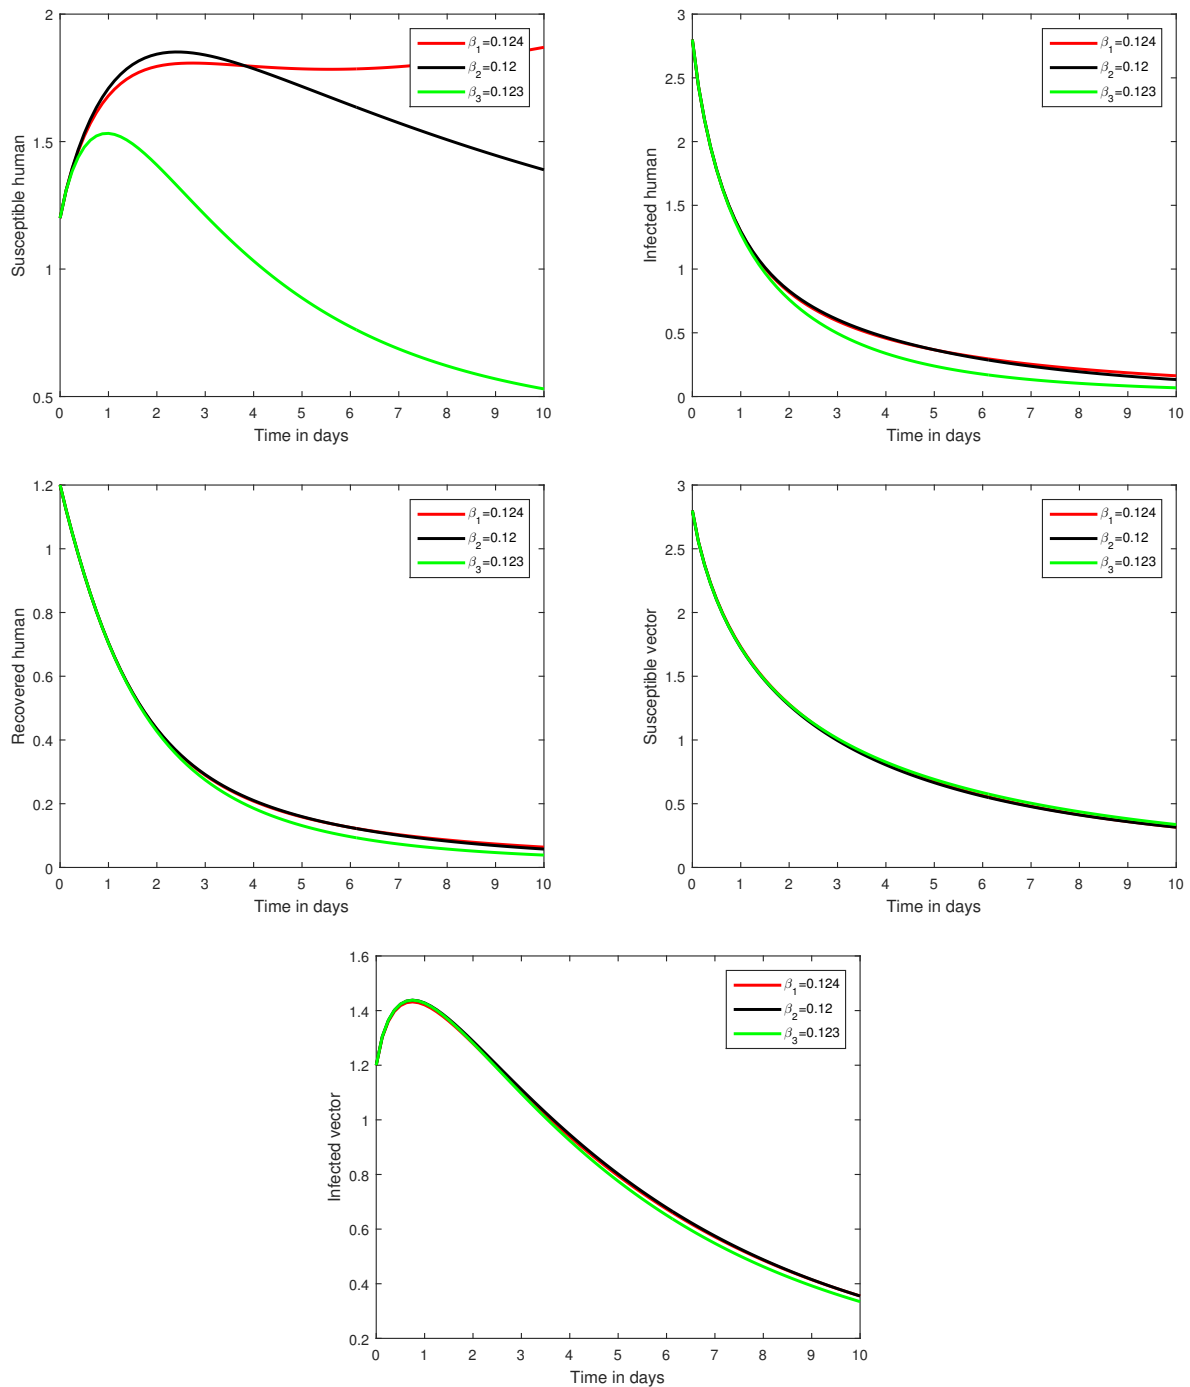 2
1.5
1
0.5
Susceptible human
0 1 2 3 4 5 6 7 8 9 10
Time in days
β1=0.124
β2=0.12
β3=0.123
3
2.5
2
1.5
1
0.5
0
Infected human
0 1 2 3 4 5 6 7 8 9 10
Time in days
β1=0.124
β2=0.12
β3=0.123
1.2
1
0.8
0.6
0.4
0.2
0
Recovered human
0 1 2 3 4 5 6 7 8 9 10
Time in days
β1=0.124
β2=0.12
β3=0.123
3
2.5
2
1.5
1
0.5
0
Susceptible vector
0 1 2 3 4 5 6 7 8 9 10
Time in days
β1=0.124
β2=0.12
β3=0.123
1.6
1.4
1.2
1
0.8
0.6
0.4
0.2
Infected vector
0 1 2 3 4 5 6 7 8 9 10
Time in days
β1=0.124
β2=0.12
β3=0.123